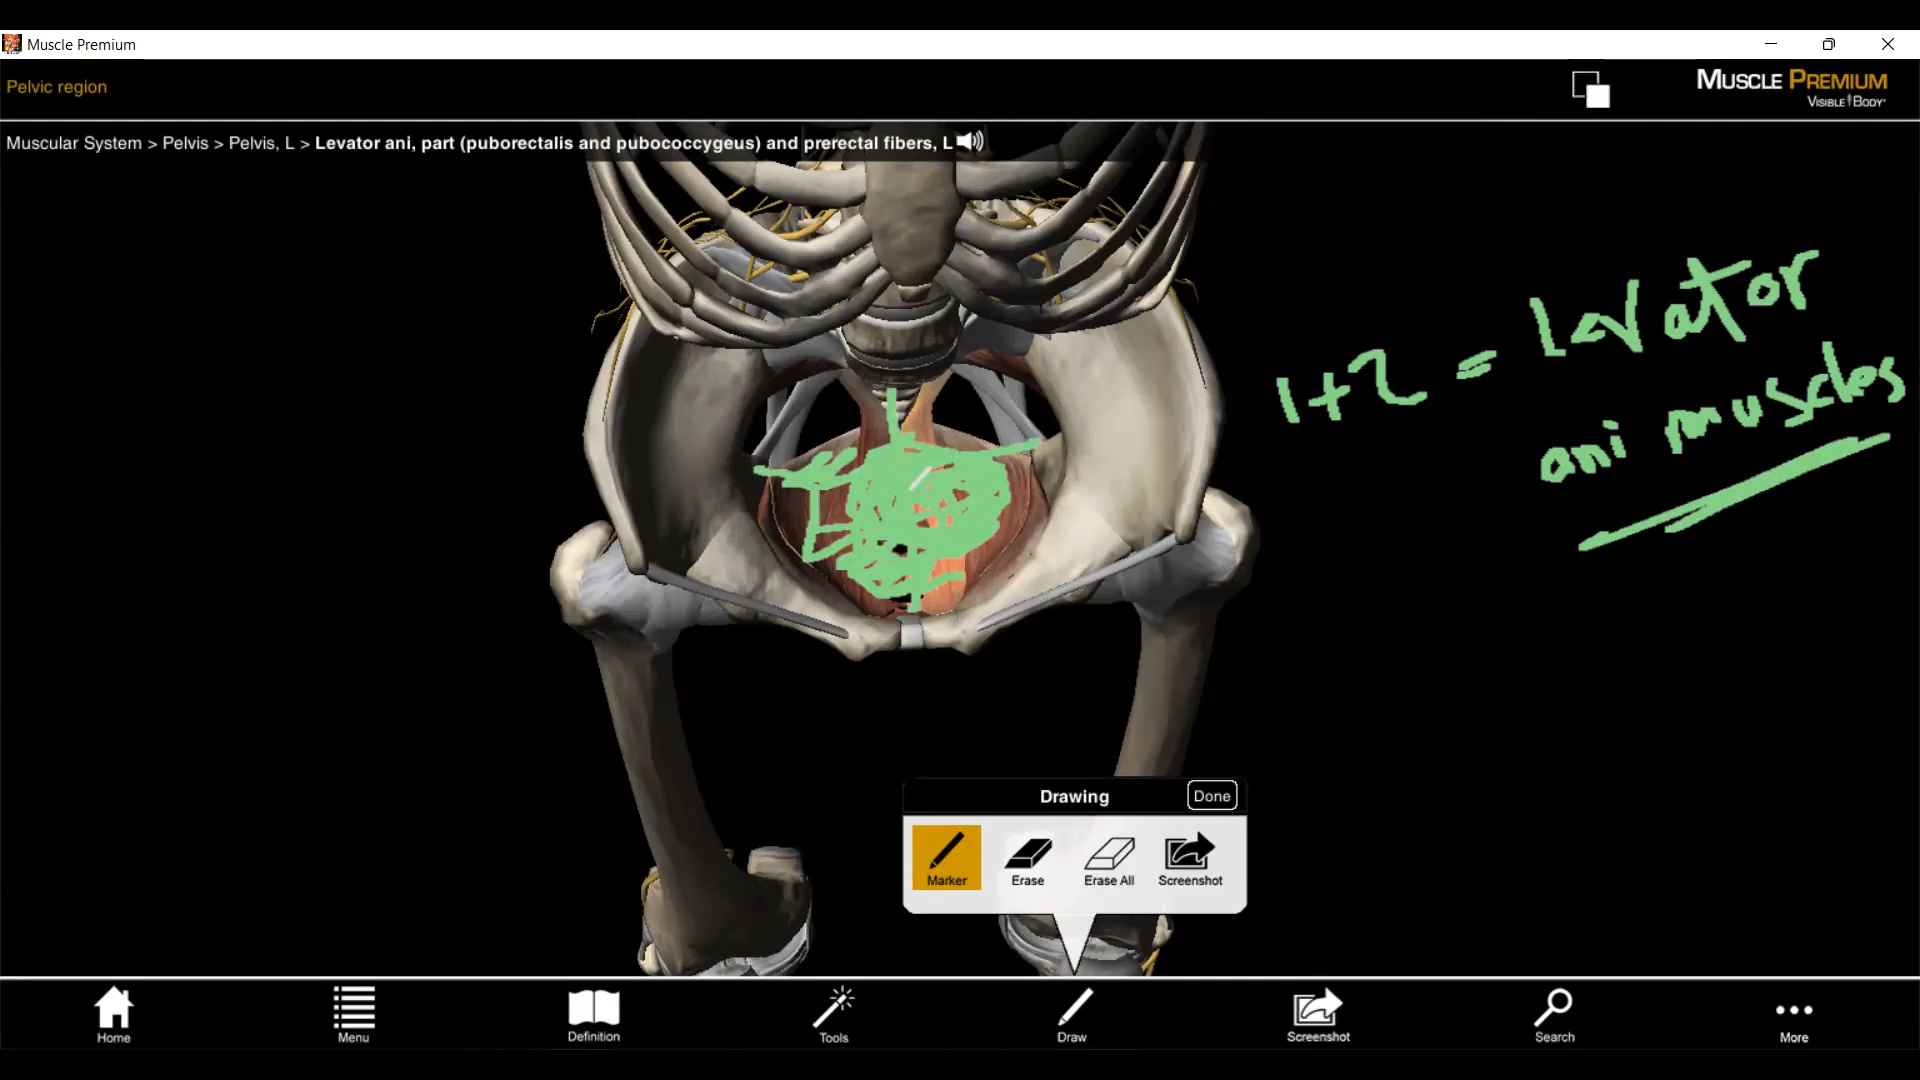 Muscle Premium
Pelvic region
MUSCLE PREMIUM
VISIBLE BODY
Muscular System > Pelvis > Pelvis, L > Levator ani, part (puborectalis and pubococcygeus) and prerectal fibers, L
1+2 = levator
ani muscles
Drawing Done
Marker Erase Erase All Screenshot
Home Menu Definition Tools Draw Screenshot Search More